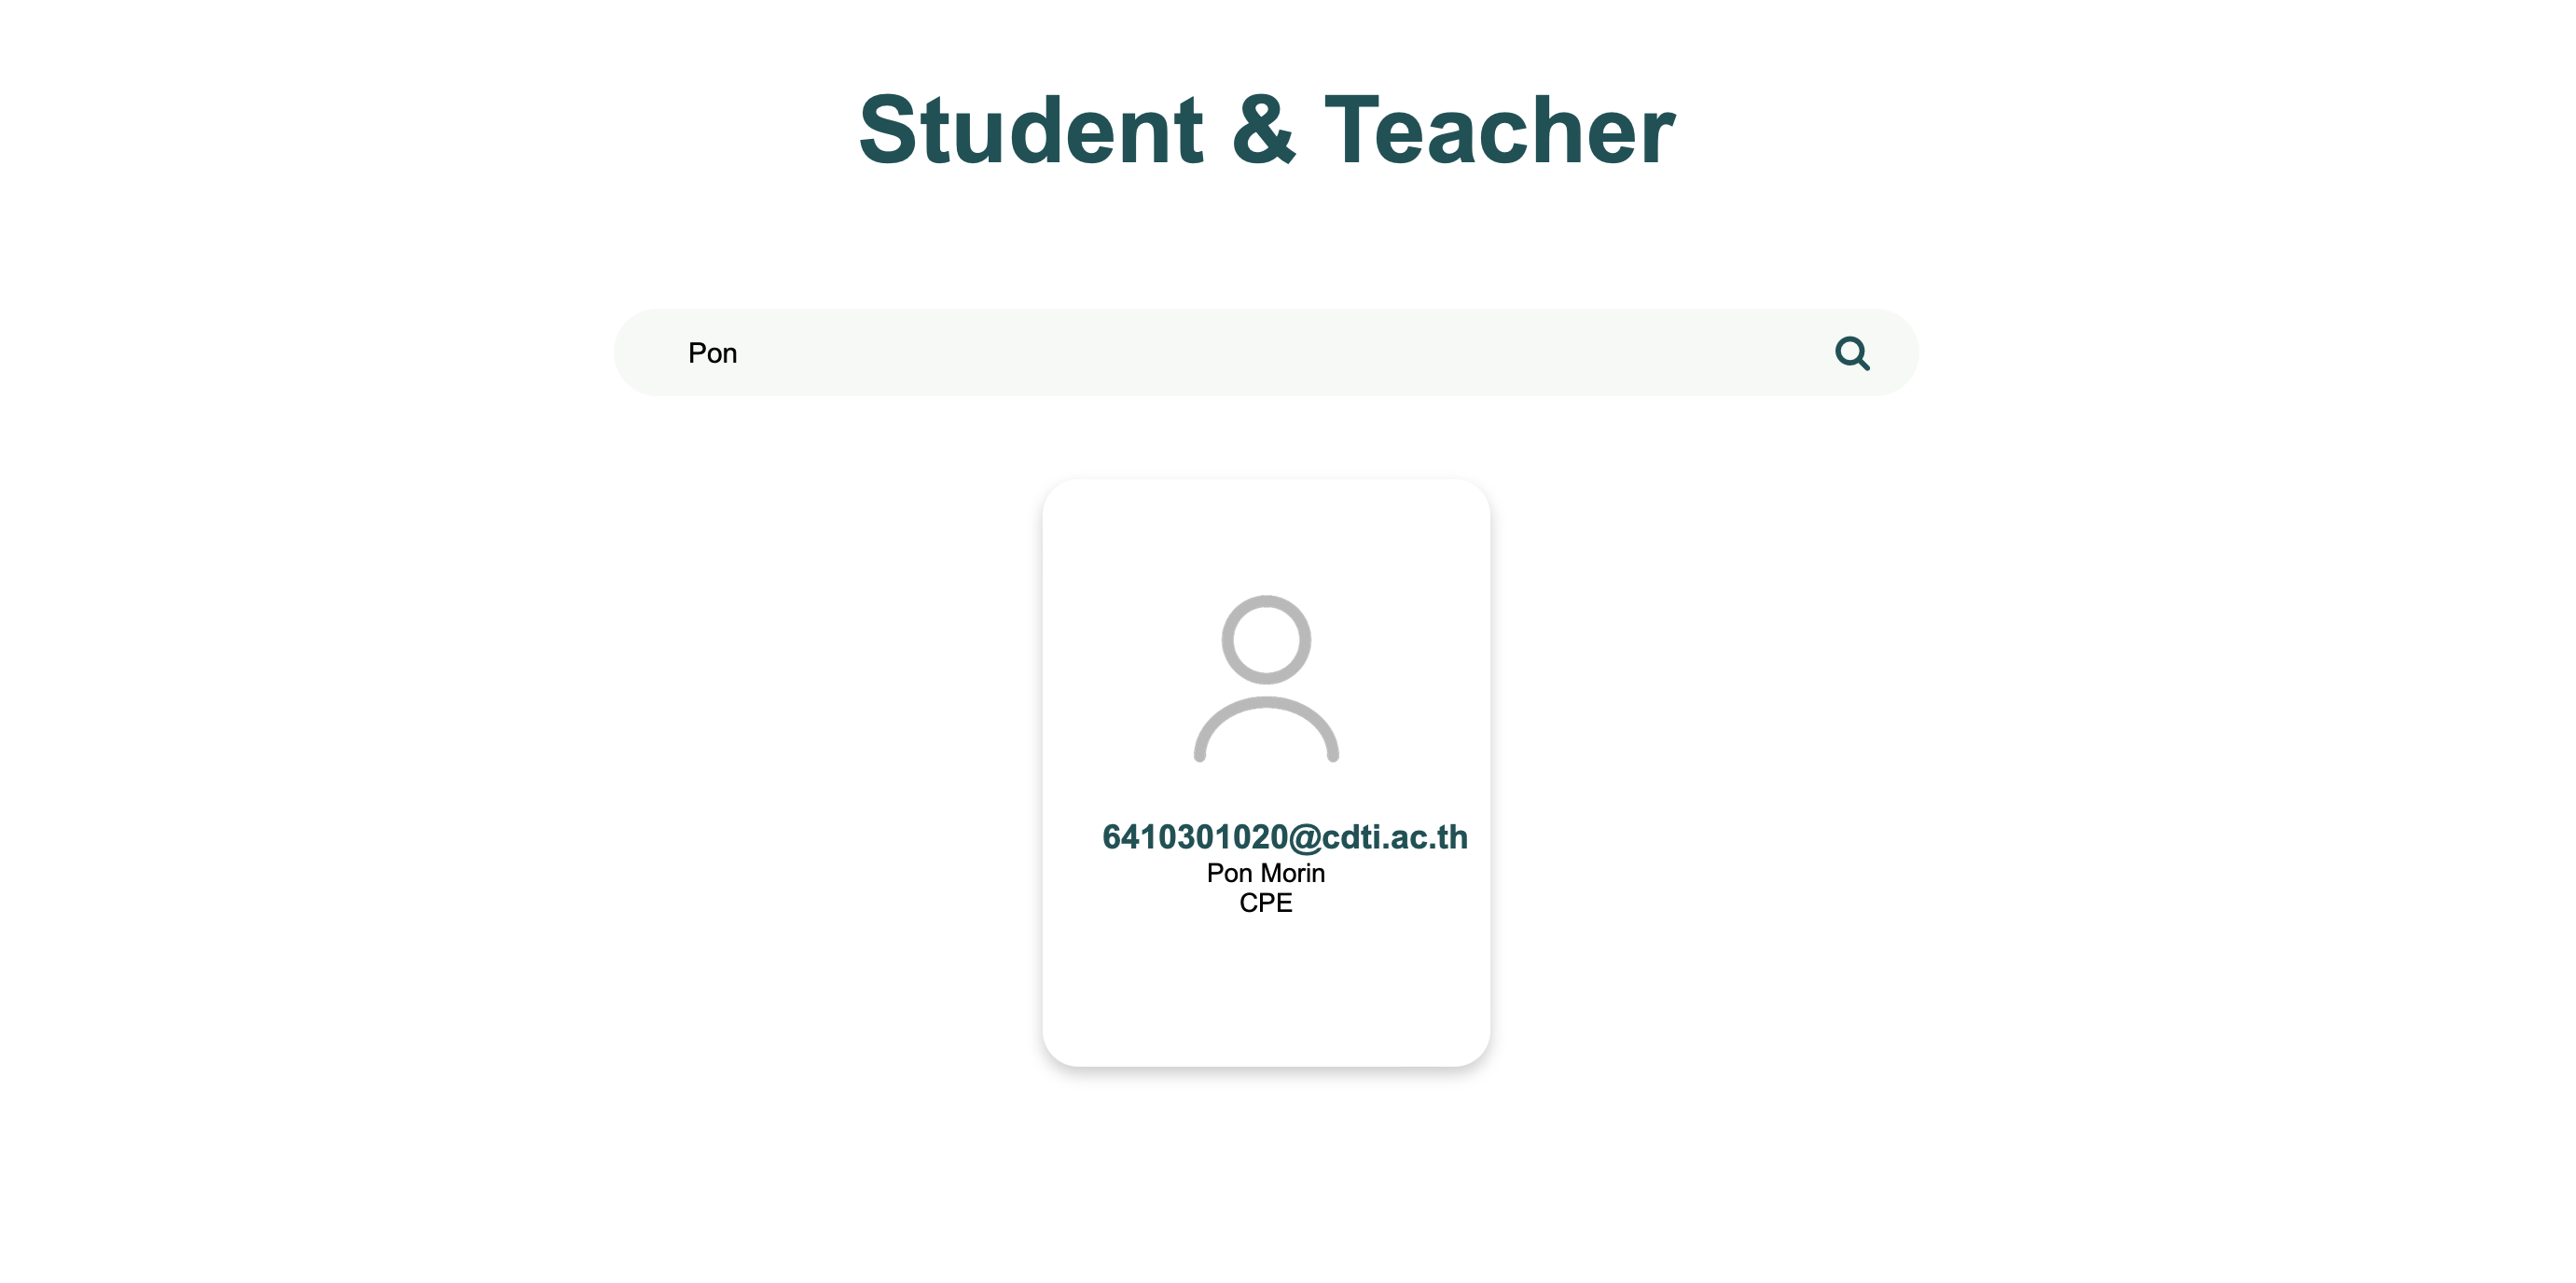 Student & Teacher
Pon
6410301020@cdti.ac.th
Pon Morin
CPE